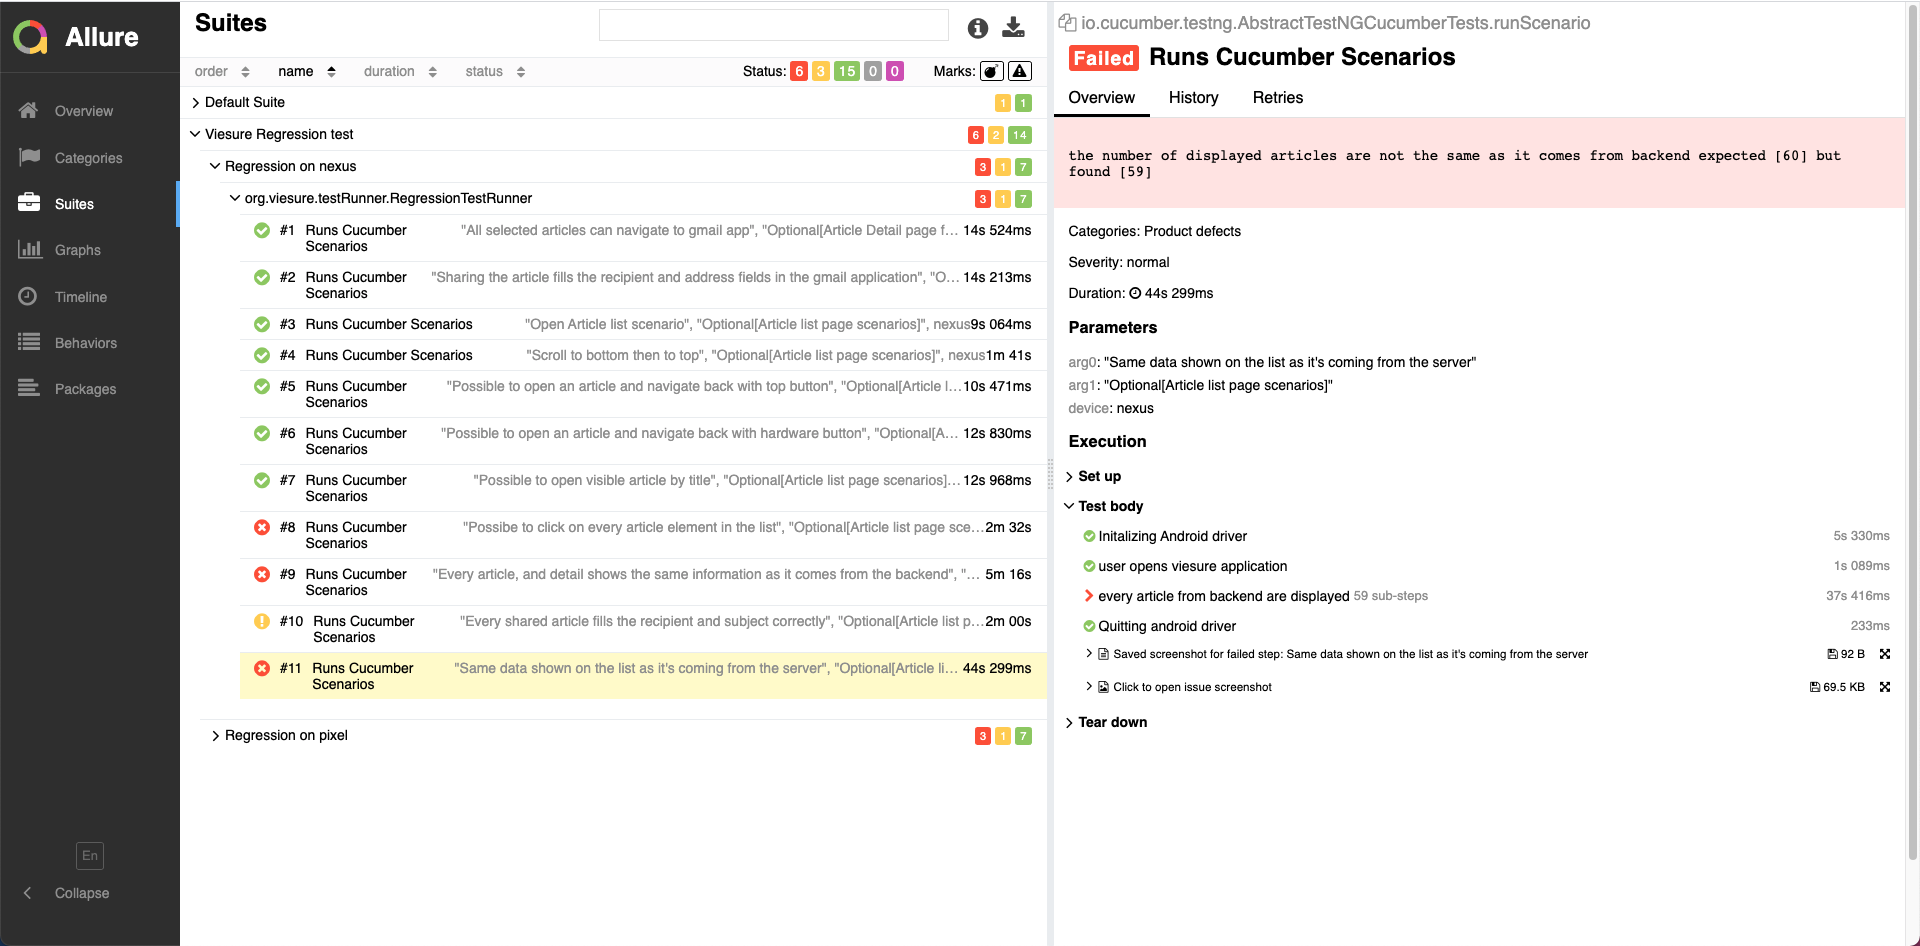 Allure
Overview
Categories
Suites
Graphs
Timeline
Behaviors
Packages
En
Collapse
Suites
order name duration status Status: 6 3 15 0 0 Marks:
Default Suite 1 1
Viesure Regression test 6 2 14
Regression on nexus 3 1 7
org.viesure.testRunner.RegressionTestRunner 3 1 7
#1 Runs Cucumber Scenarios "All selected articles can navigate to gmail app", "Optional[Article Detail page f... 14s 524ms
#2 Runs Cucumber Scenarios "Sharing the article fills the recipient and address fields in the gmail application", "O... 14s 213ms
#3 Runs Cucumber Scenarios "Open Article list scenario", "Optional[Article list page scenarios]", nexus 9s 064ms
#4 Runs Cucumber Scenarios "Scroll to bottom then to top", "Optional[Article list page scenarios]", nexus 1m 41s
#5 Runs Cucumber Scenarios "Possible to open an article and navigate back with top button", "Optional[Article l... 10s 471ms
#6 Runs Cucumber Scenarios "Possible to open an article and navigate back with hardware button", "Optional[A... 12s 830ms
#7 Runs Cucumber Scenarios "Possible to open visible article by title", "Optional[Article list page scenarios]... 12s 968ms
#8 Runs Cucumber Scenarios "Possibe to click on every article element in the list", "Optional[Article list page sce... 2m 32s
#9 Runs Cucumber Scenarios "Every article, and detail shows the same information as it comes from the backend", "... 5m 16s
#10 Runs Cucumber Scenarios "Every shared article fills the recipient and subject correctly", "Optional[Article list p... 2m 00s
#11 Runs Cucumber Scenarios "Same data shown on the list as it's coming from the server", "Optional[Article li... 44s 299ms
Regression on pixel 3 1 7
io.cucumber.testng.AbstractTestNGCucumberTests.runScenario
Failed Runs Cucumber Scenarios
Overview History Retries
the number of displayed articles are not the same as it comes from backend expected [60] but
found [59]
Categories: Product defects
Severity: normal
Duration: 44s 299ms
Parameters
arg0: "Same data shown on the list as it's coming from the server"
arg1: "Optional[Article list page scenarios]"
device: nexus
Execution
Set up
Test body
Initalizing Android driver 5s 330ms
user opens viesure application 1s 089ms
every article from backend are displayed 59 sub-steps 37s 416ms
Quitting android driver 233ms
Saved screenshot for failed step: Same data shown on the list as it's coming from the server 92 B
Click to open issue screenshot 69.5 KB
Tear down